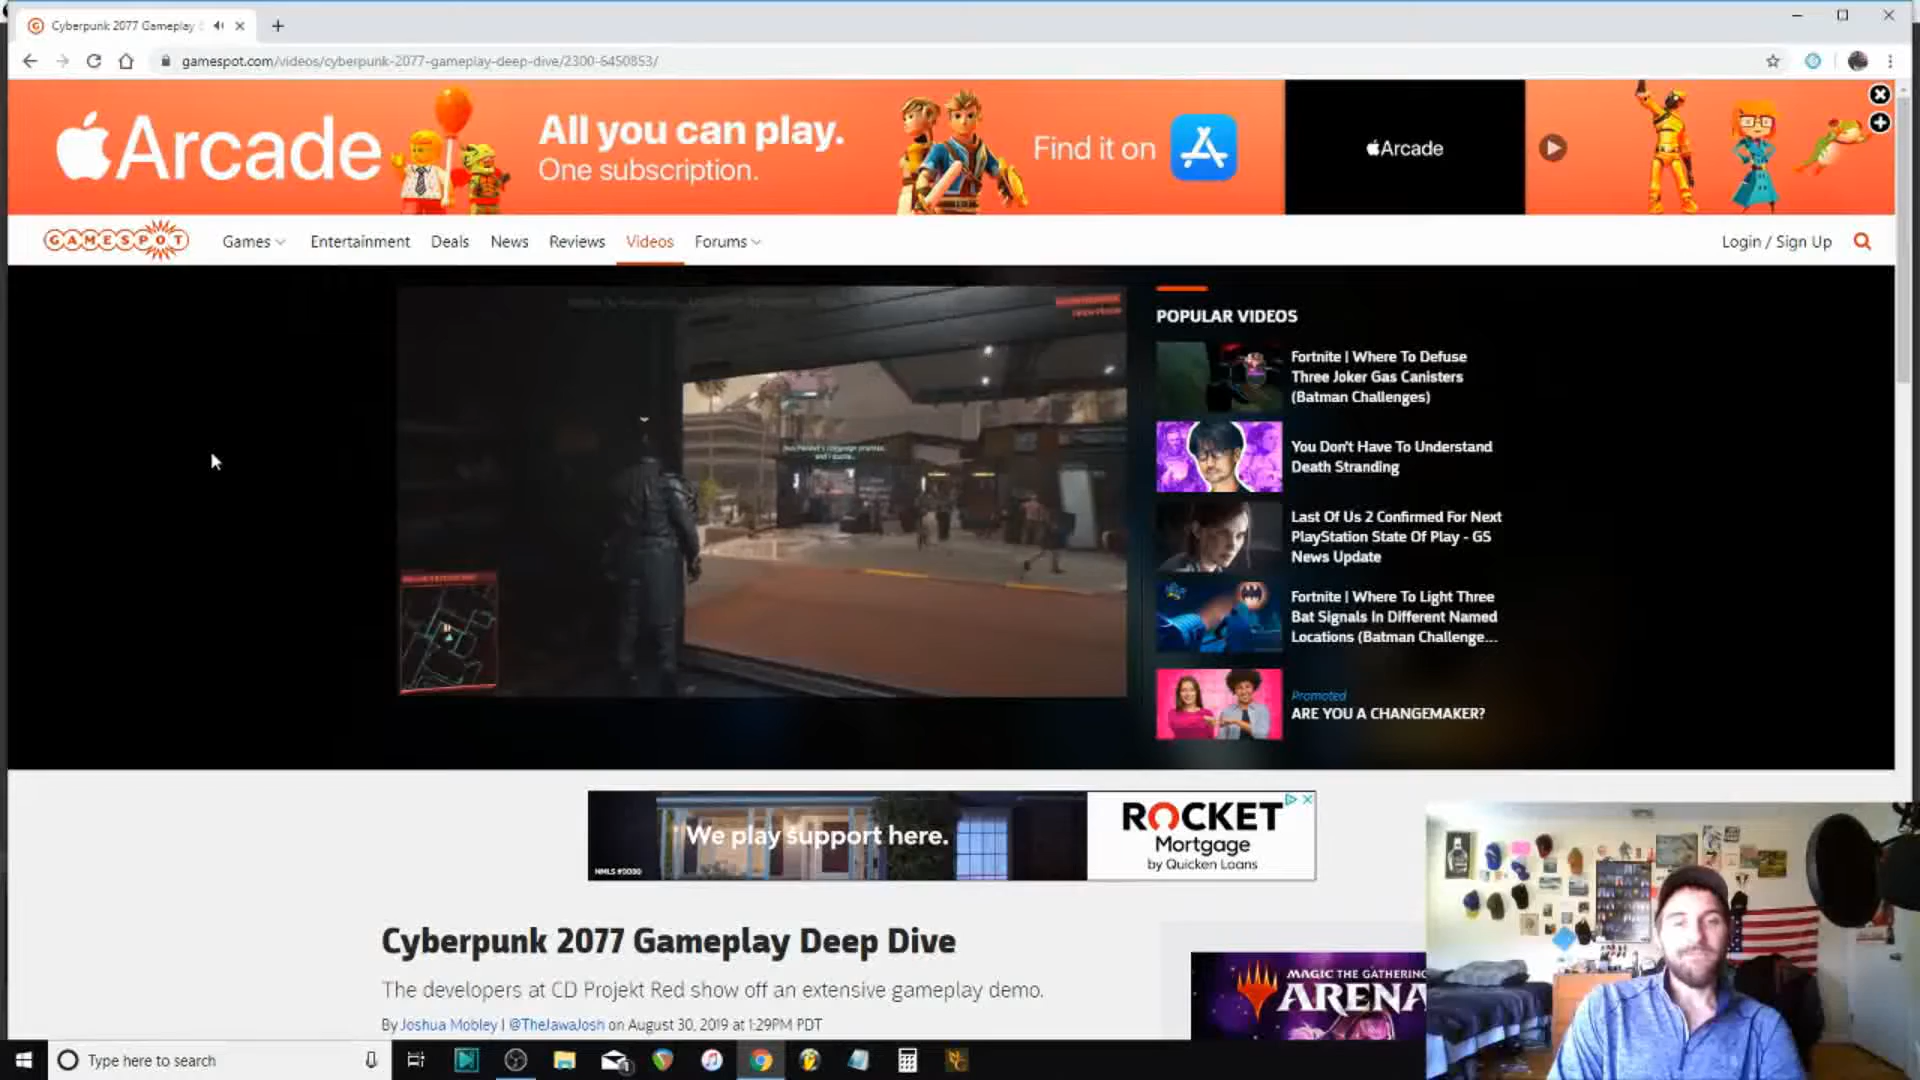 Cyberpunk 2077 Gameplay
gamespot.com/videos/cyberpunk-2077-gameplay-deep-dive/2300-6450853/
Arcade
All you can play.
One subscription.
Find it on
Arcade
GAMESPOT
Games
Entertainment
Deals
News
Reviews
Videos
Forums
Login / Sign Up
POPULAR VIDEOS
Fortnite | Where To Defuse
Three Joker Gas Canisters
(Batman Challenges)
You Don't Have To Understand
Death Stranding
Last Of Us 2 Confirmed For Next
PlayStation State Of Play - GS
News Update
Fortnite | Where To Light Three
Bat Signals In Different Named
Locations (Batman Challenge...
Promoted
ARE YOU A CHANGEMAKER?
We play support here.
ROCKET
Mortgage
by Quicken Loans
Cyberpunk 2077 Gameplay Deep Dive
The developers at CD Projekt Red show off an extensive gameplay demo.
By Joshua Mobley | @TheJawaJosh on August 30, 2019 at 1:29PM PDT
MAGIC THE GATHERING
ARENA
Type here to search